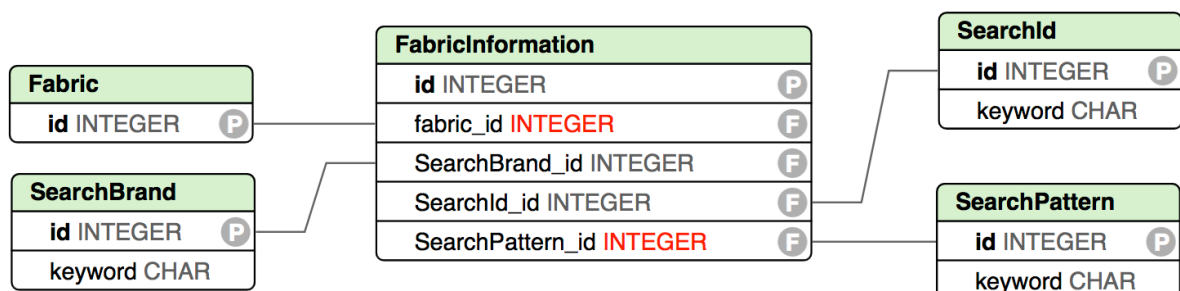 Fabric
id INTEGER P
SearchBrand
id INTEGER P
keyword CHAR
FabricInformation
id INTEGER P
fabric_id INTEGER F
SearchBrand_id INTEGER F
SearchId_id INTEGER F
SearchPattern_id INTEGER F
SearchId
id INTEGER P
keyword CHAR
SearchPattern
id INTEGER P
keyword CHAR